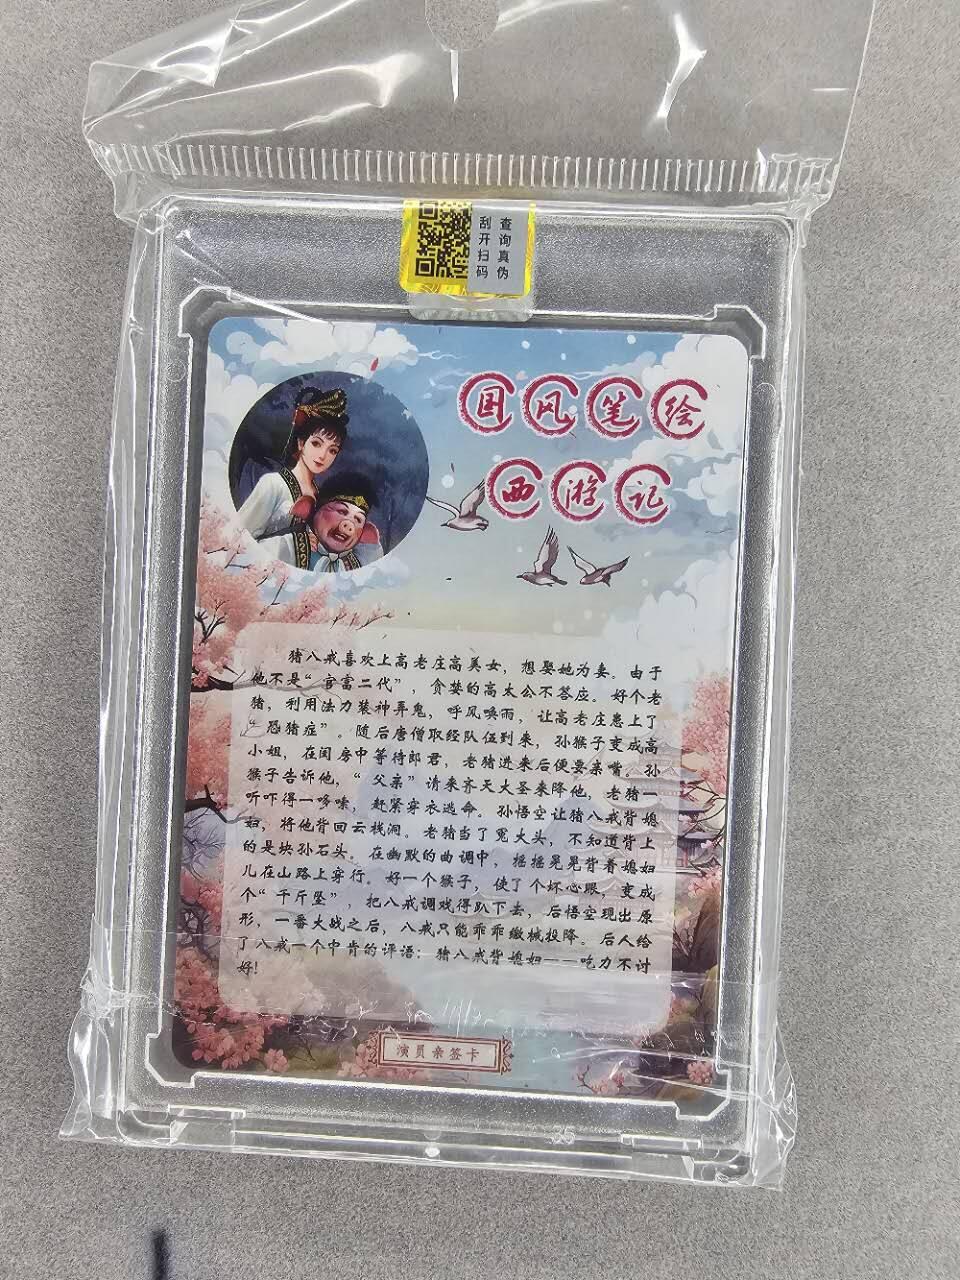 查询真伪
刮开扫码
国风笔绘
西游记
猪八戒喜欢上高老庄高美女，想娶她为妻。由于
他不是“官富二代”，贪婪的高太公不答应。好个老
猪，利用法力装神弄鬼，呼风唤雨，让高老庄患上了
“恐猪症”。随后唐僧取经队伍到来，孙猴子变成高
小姐，在闺房中等待郎君，老猪进来后便要亲嘴。孙
猴子告诉他，“父亲”请来齐天大圣来降他，老猪一
听吓得一哆嗦，赶紧穿衣逃命。孙悟空让猪八戒背媳
妇，将他背回云栈洞。老猪当了冤大头，不知道背上
的是块孙石头。在幽默的曲调中，摇摇晃晃背着媳妇
儿在山路上穿行。好一个猴子，使了个坏心眼，变成
个“千斤坠”，把八戒调戏得趴下去，后悟空现出原
形，一番大战之后，八戒只能乖乖缴械投降。后人给
了八戒一个中肯的评语：猪八戒背媳妇——吃力不讨
好！
演员亲签卡